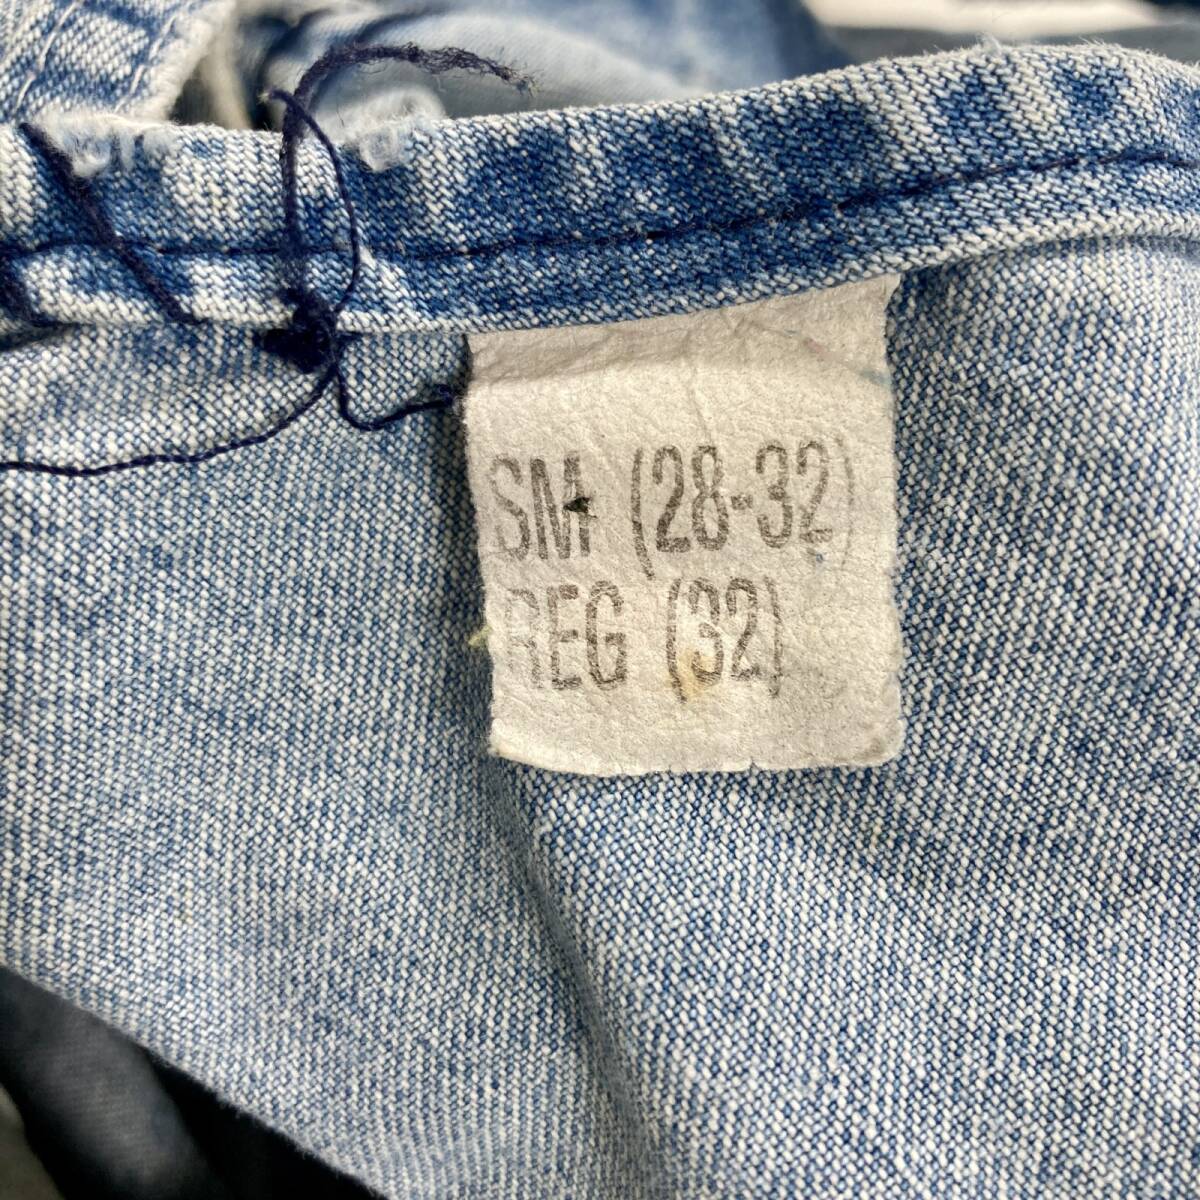 SM (28-32)
REG (32)